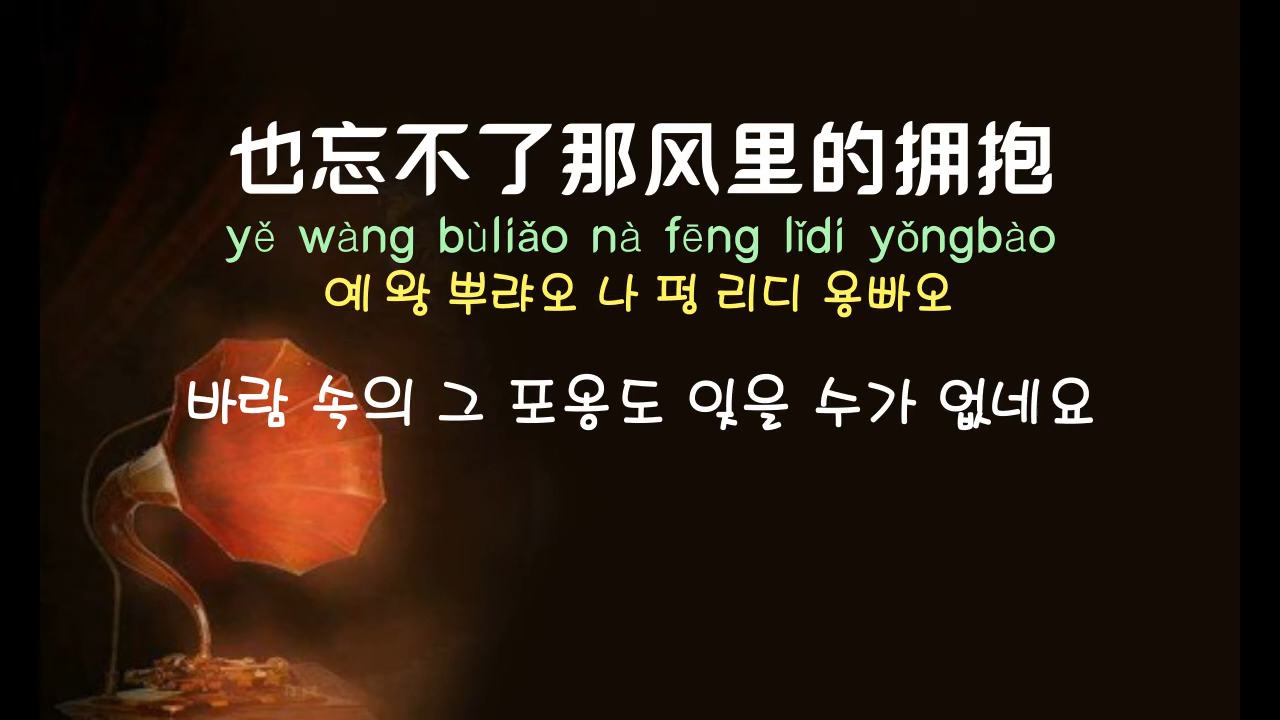 也忘不了那风里的拥抱
yě wàng bùliǎo nà fēng lǐdí yǒngbào
예 왕 뿌랴오 나 펑 리디 용빠오
바람 속의 그 포옹도 잊을 수가 없네요